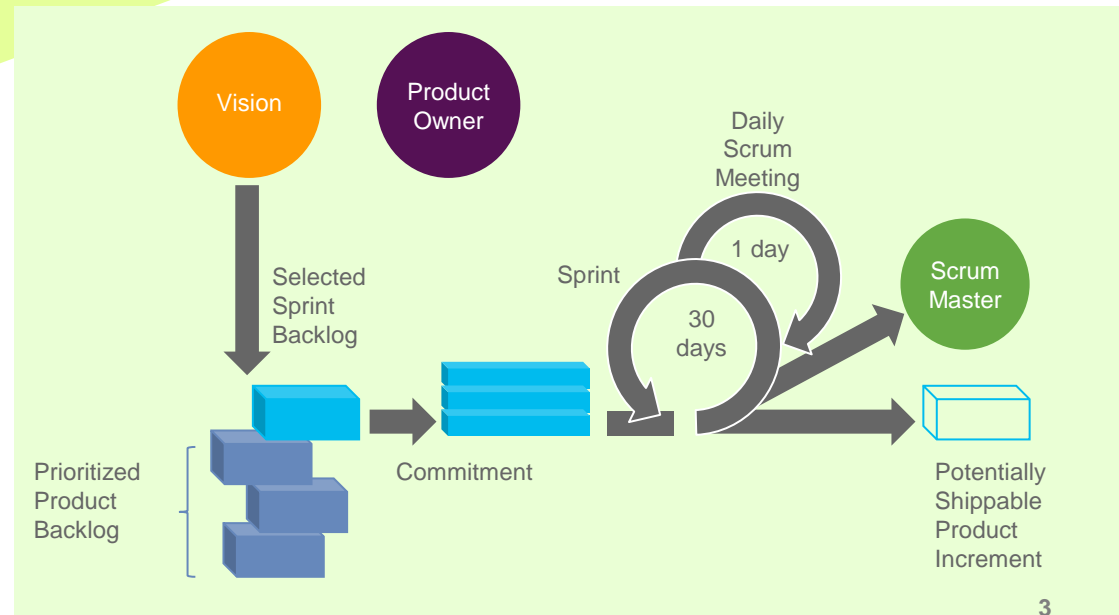 Vision
Product
Owner
Daily
Scrum
Meeting
1 day
Selected
Sprint
Backlog
Sprint
30
days
Scrum
Master
Prioritized
Product
Backlog
Commitment
Potentially
Shippable
Product
Increment
3